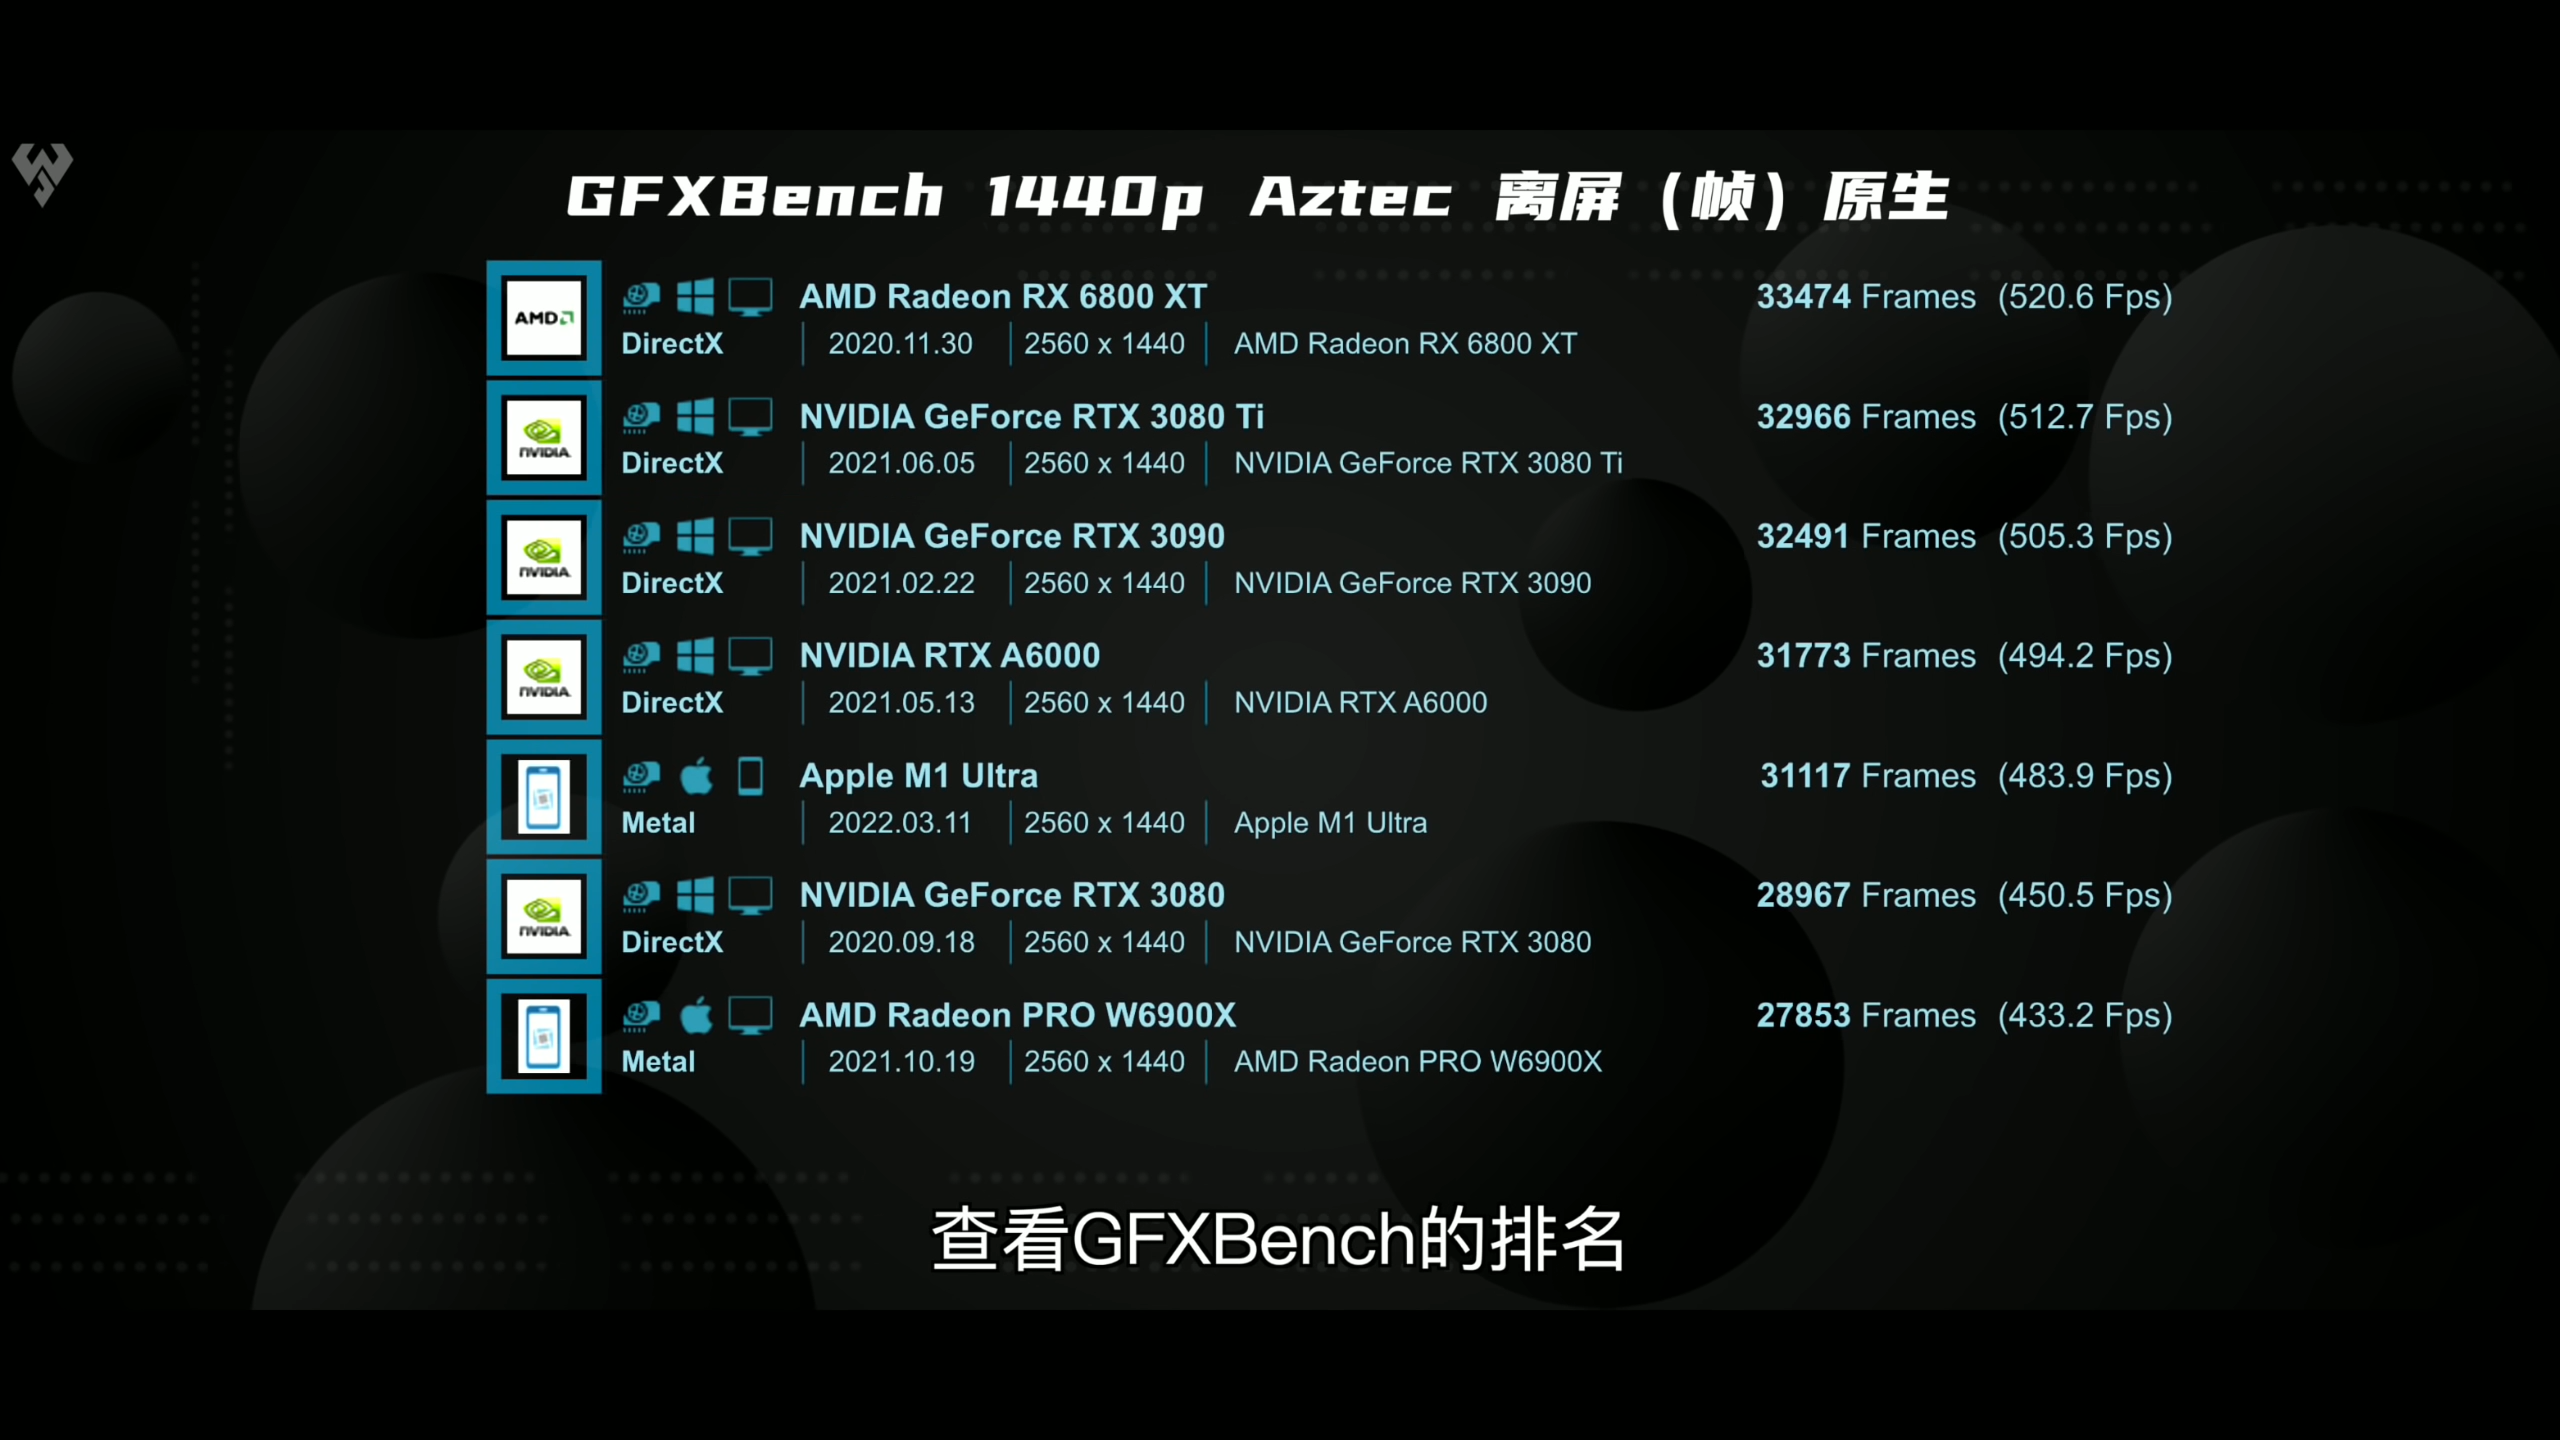 GFXBench 1440p Aztec 离屏（帧）原生
AMD
AMD Radeon RX 6800 XT 33474 Frames (520.6 Fps)
DirectX 2020.11.30 2560 x 1440 AMD Radeon RX 6800 XT
NVIDIA
NVIDIA GeForce RTX 3080 Ti 32966 Frames (512.7 Fps)
DirectX 2021.06.05 2560 x 1440 NVIDIA GeForce RTX 3080 Ti
NVIDIA
NVIDIA GeForce RTX 3090 32491 Frames (505.3 Fps)
DirectX 2021.02.22 2560 x 1440 NVIDIA GeForce RTX 3090
NVIDIA
NVIDIA RTX A6000 31773 Frames (494.2 Fps)
DirectX 2021.05.13 2560 x 1440 NVIDIA RTX A6000
Apple M1 Ultra 31117 Frames (483.9 Fps)
Metal 2022.03.11 2560 x 1440 Apple M1 Ultra
NVIDIA
NVIDIA GeForce RTX 3080 28967 Frames (450.5 Fps)
DirectX 2020.09.18 2560 x 1440 NVIDIA GeForce RTX 3080
AMD Radeon PRO W6900X 27853 Frames (433.2 Fps)
Metal 2021.10.19 2560 x 1440 AMD Radeon PRO W6900X
查看GFXBench的排名